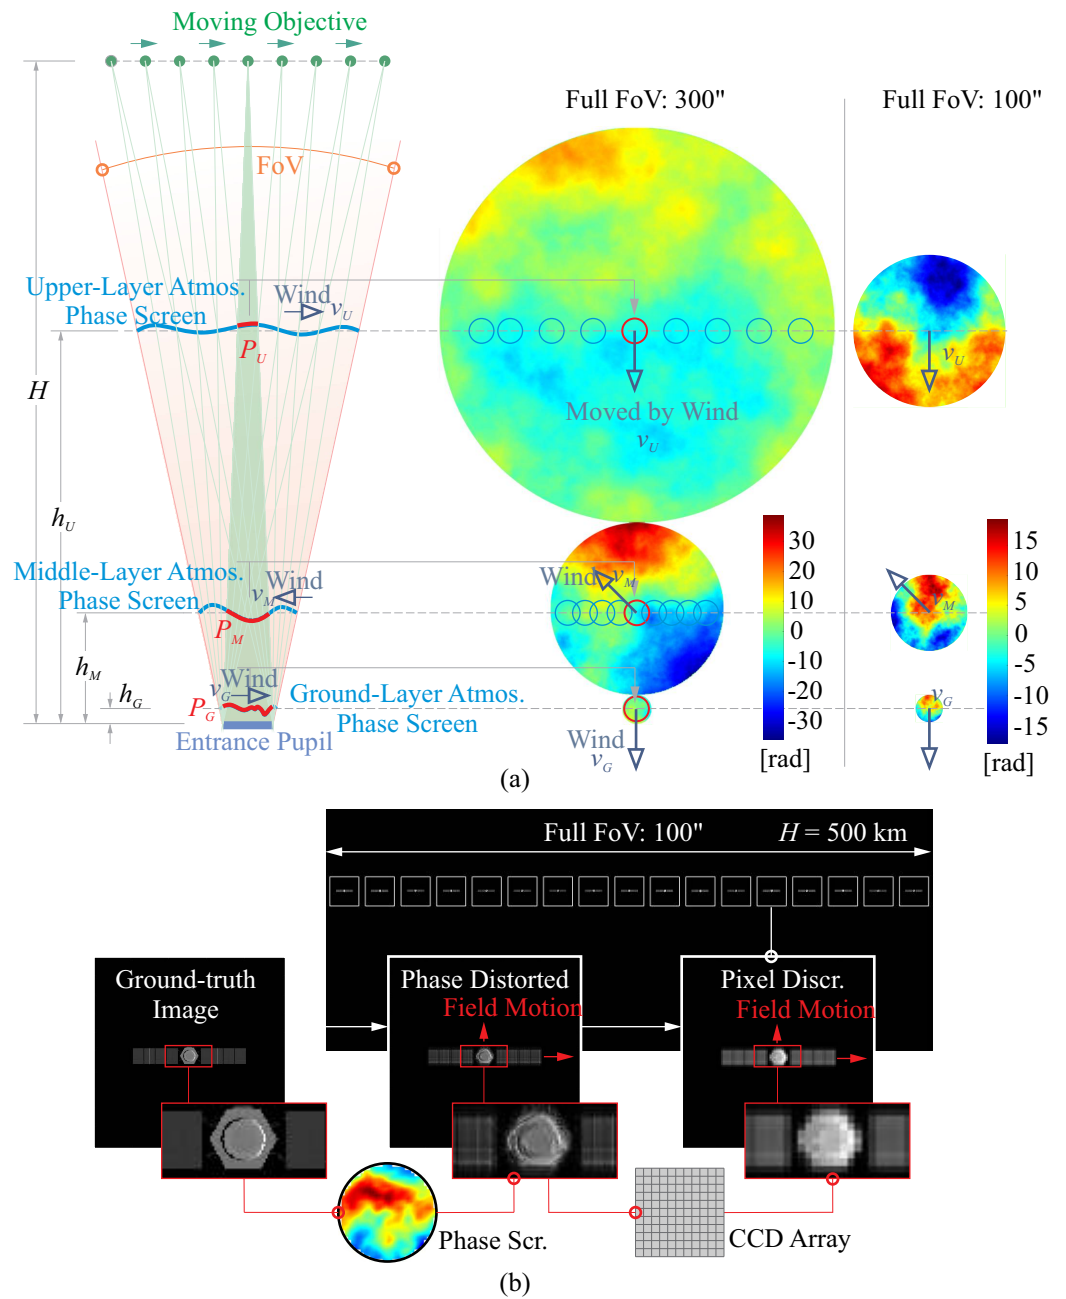 Moving Objective
Full FoV: 300"
Full FoV: 100"
FoV
Upper-Layer Atmos.
Phase Screen
Wind
v_U
P_U
H
v_U
Moved by Wind
v_U
h_U
Middle-Layer Atmos.
Phase Screen
Wind
v_M
P_M
Wind
v_M
v_M
h_M
h_G
Wind
v_G
P_G
Ground-Layer Atmos.
Phase Screen
Entrance Pupil
Wind
v_G
v_G
30
20
10
0
-10
-20
-30
[rad]
15
10
5
0
-5
-10
-15
[rad]
(a)
Full FoV: 100"
H = 500 km
Ground-truth
Image
Phase Distorted
Field Motion
Pixel Discr.
Field Motion
Phase Scr.
CCD Array
(b)